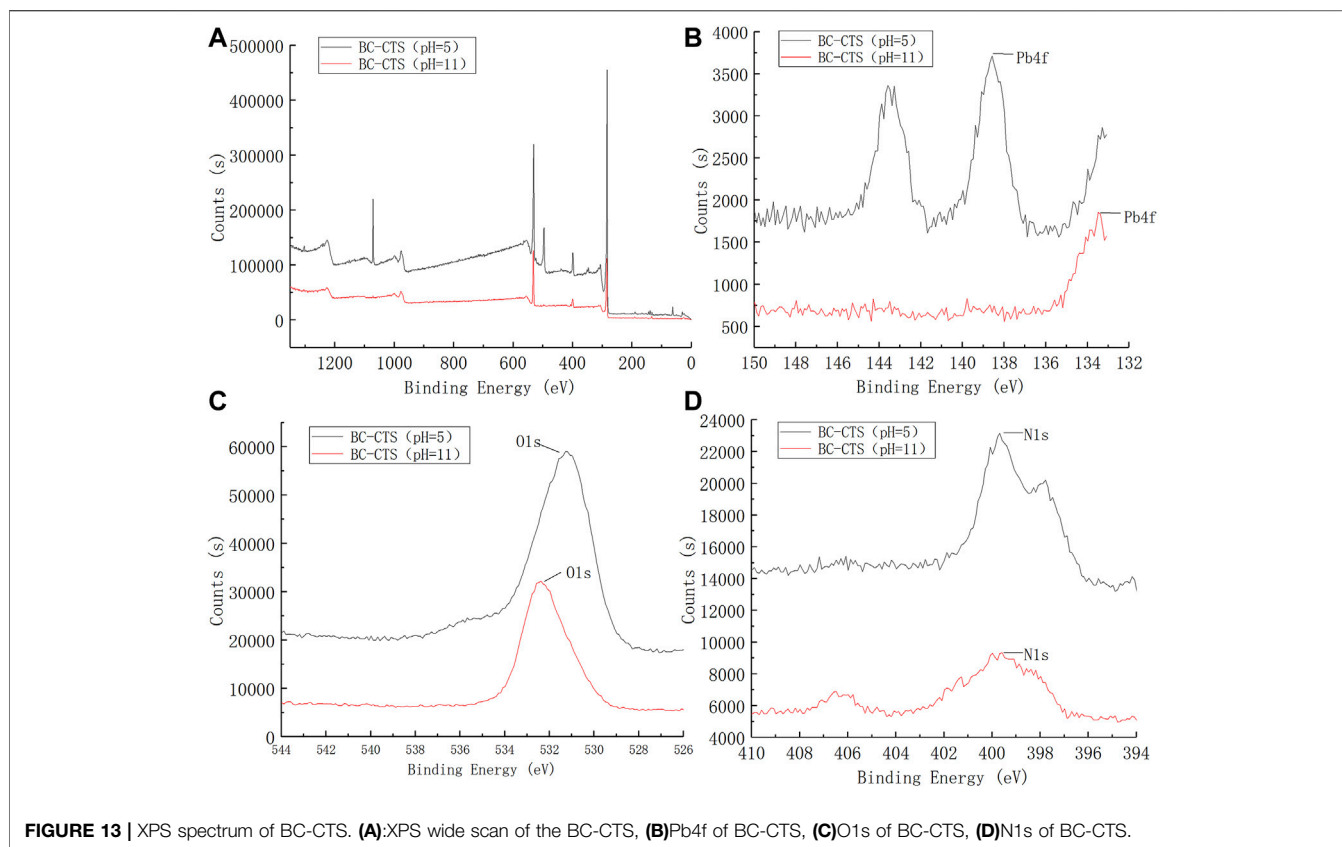 A
500000
400000
300000
200000
100000
0
Counts (s)
BC-CTS (pH=5)
BC-CTS (pH=11)
1200 1000 800 600 400 200 0
Binding Energy (eV)
B
4000
3500
3000
2500
2000
1500
1000
500
Counts (s)
BC-CTS (pH=5)
BC-CTS (pH=11)
Pb4f
Pb4f
150 148 146 144 142 140 138 136 134 132
Binding Energy (eV)
C
60000
50000
40000
30000
20000
10000
0
Counts (s)
BC-CTS (pH=5)
BC-CTS (pH=11)
O1s
O1s
544 542 540 538 536 534 532 530 528 526
Binding Energy (eV)
D
24000
22000
20000
18000
16000
14000
12000
10000
8000
6000
4000
Counts (s)
BC-CTS (pH=5)
BC-CTS (pH=11)
N1s
N1s
410 408 406 404 402 400 398 396 394
Binding Energy (eV)
FIGURE 13 | XPS spectrum of BC-CTS. (A):XPS wide scan of the BC-CTS, (B)Pb4f of BC-CTS, (C)O1s of BC-CTS, (D)N1s of BC-CTS.